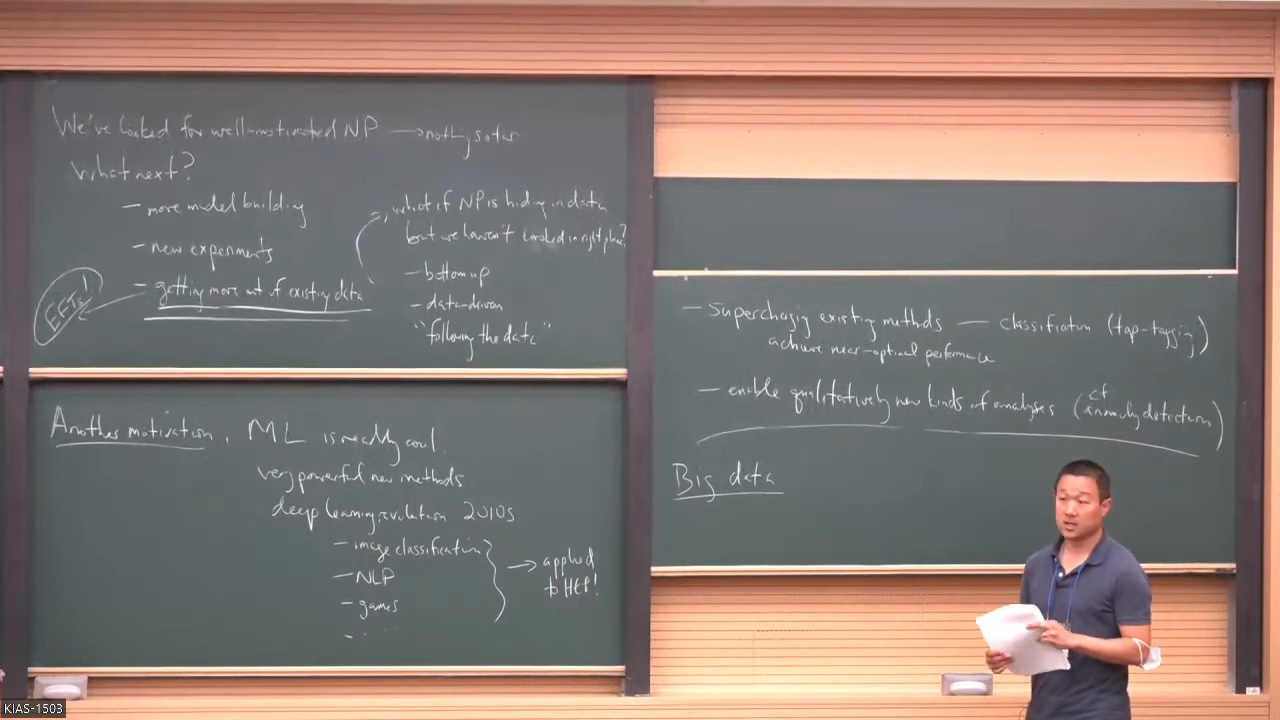 We've looked for well-motivated NP → nothing so far
What next?
- more model building
- new experiments
- getting more out of existing data
EFTs!
what if NP is hiding in data
but we haven't looked in right place?
- bottom up
- data-driven
"following the data"
Another motivation. ML is really cool.
very powerful new methods
deep learning revolution 2010s
- image classification
- NLP
- games
- .....
→ applied
to HEP!
- supercharging existing methods — classification (top-tagging)
achieve near-optimal performance
- enable qualitatively new kinds of analyses (cf anomaly detection)
Big data
KIAS-1503